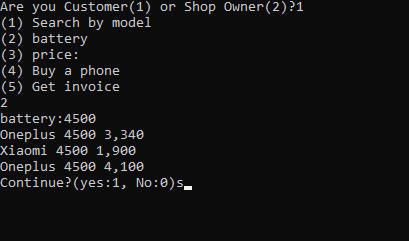 Are you Customer(1) or Shop Owner(2)?1
(1) Search by model
(2) battery
(3) price:
(4) Buy a phone
(5) Get invoice
2
battery:4500
Oneplus 4500 3,340
Xiaomi 4500 1,900
Oneplus 4500 4,100
Continue?(yes:1, No:0)s